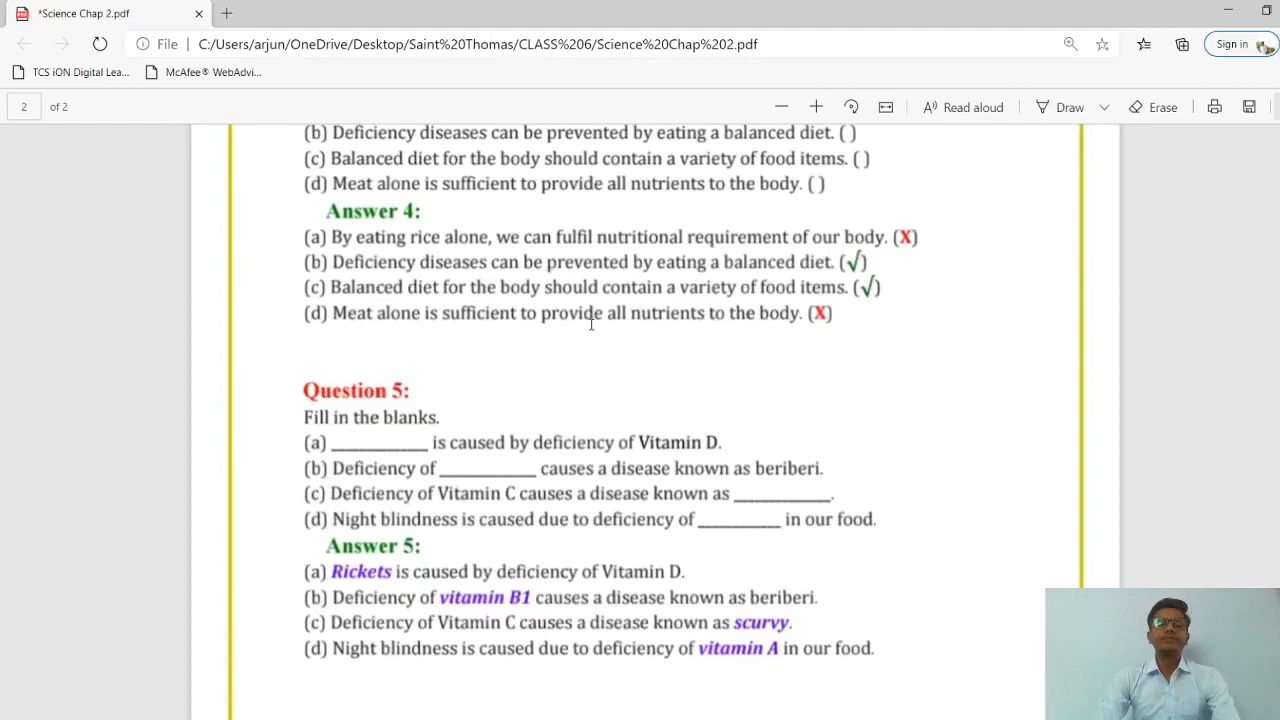 *Science Chap 2.pdf
File C:/Users/arjun/OneDrive/Desktop/Saint%20Thomas/CLASS%206/Science%20Chap%202.pdf Sign in
TCS iON Digital Lea... McAfee® WebAdvi...
2 of 2 Read aloud Draw Erase
(b) Deficiency diseases can be prevented by eating a balanced diet. ( )
(c) Balanced diet for the body should contain a variety of food items. ( )
(d) Meat alone is sufficient to provide all nutrients to the body. ( )
Answer 4:
(a) By eating rice alone, we can fulfil nutritional requirement of our body. (X)
(b) Deficiency diseases can be prevented by eating a balanced diet. (√)
(c) Balanced diet for the body should contain a variety of food items. (√)
(d) Meat alone is sufficient to provide all nutrients to the body. (X)
Question 5:
Fill in the blanks.
(a) ____________ is caused by deficiency of Vitamin D.
(b) Deficiency of ____________ causes a disease known as beriberi.
(c) Deficiency of Vitamin C causes a disease known as ____________.
(d) Night blindness is caused due to deficiency of __________ in our food.
Answer 5:
(a) Rickets is caused by deficiency of Vitamin D.
(b) Deficiency of vitamin B1 causes a disease known as beriberi.
(c) Deficiency of Vitamin C causes a disease known as scurvy.
(d) Night blindness is caused due to deficiency of vitamin A in our food.